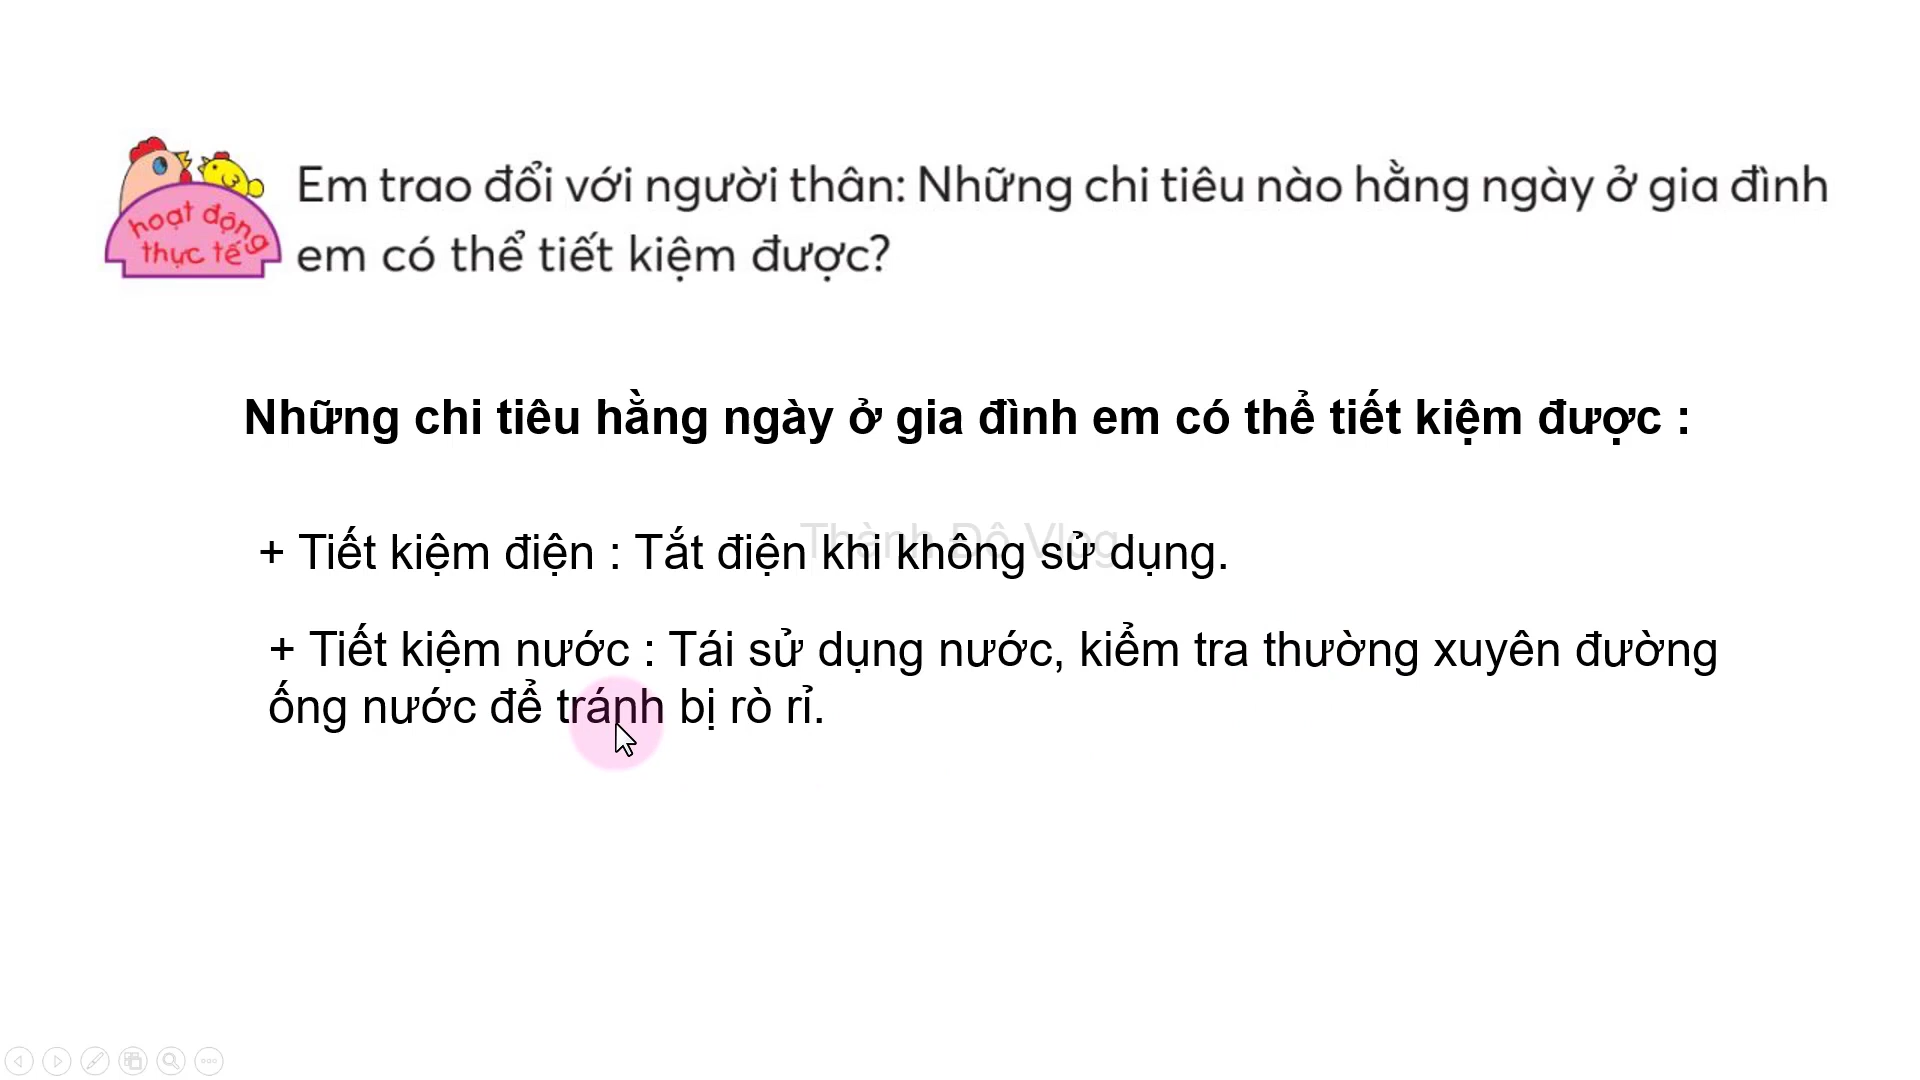 hoạt động
thực tế
Em trao đổi với người thân: Những chi tiêu nào hằng ngày ở gia đình
em có thể tiết kiệm được?
Những chi tiêu hằng ngày ở gia đình em có thể tiết kiệm được :
Thành Đô Vlog
+ Tiết kiệm điện : Tắt điện khi không sử dụng.
+ Tiết kiệm nước : Tái sử dụng nước, kiểm tra thường xuyên đường
ống nước để tránh bị rò rỉ.